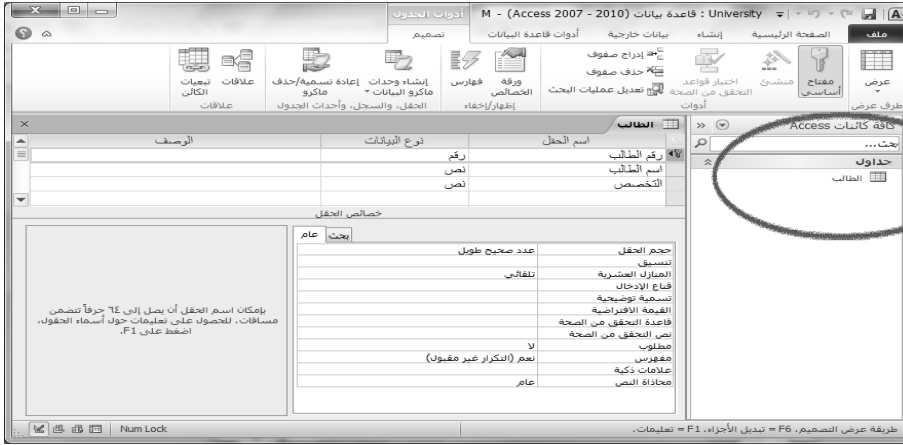 University : قاعدة بيانات (Access 2007 - 2010) - M
أدوات الجدول
ملف
الصفحة الرئيسية
إنشاء
بيانات خارجية
أدوات قاعدة البيانات
تصميم
عرض
طرق عرض
مفتاح أساسي
منشئ
اختبار قواعد التحقق من الصحة
إدراج صفوف
حذف صفوف
تعديل عمليات البحث
أدوات
ورقة الخصائص
فهارس
إظهار/إخفاء
إنشاء وحدات ماكرو البيانات
إعادة تسمية/حذف ماكرو
الحقل، والسجل، وأحداث الجدول
علاقات
تبعيات الكائن
علاقات
كافة كائنات Access
بحث...
جداول
الطالب
الطالب
اسم الحقل نوع البيانات الوصف
رقم الطالب رقم
اسم الطالب نص
التخصص نص
خصائص الحقل
عام بحث
حجم الحقل عدد صحيح طويل
تنسيق
المنازل العشرية تلقائي
قناع الإدخال
تسمية توضيحية
القيمة الافتراضية
قاعدة التحقق من الصحة
نص التحقق من الصحة
مطلوب لا
مفهرس نعم (التكرار غير مقبول)
علامات ذكية
محاذاة النص عام
بإمكان اسم الحقل أن يصل إلى ٦٤ حرفاً تتضمن
مسافات. للحصول على تعليمات حول أسماء الحقول،
اضغط على F1.
طريقة عرض التصميم. F6 = تبديل الأجزاء. F1 = تعليمات.
Num Lock